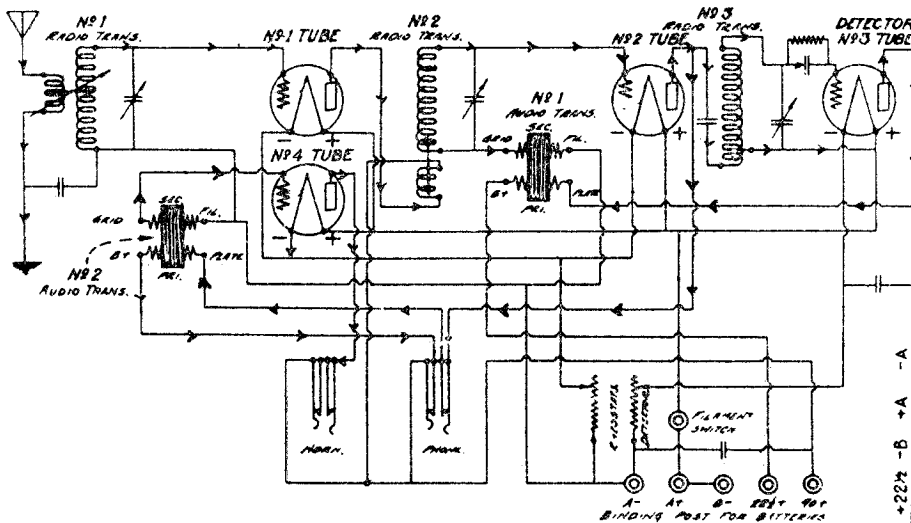 Nº 1
RADIO TRANS.
Nº 1 TUBE
Nº 2
RADIO TRANS.
Nº 2 TUBE
Nº 3
RADIO TRANS.
DETECTOR
Nº 3 TUBE
- +
- +
- +
Nº 1
AUDIO TRANS.
SEC.
GRID FIL.
B+ PLATE
PRI.
Nº 4 TUBE
- +
SEC.
GRID FIL.
B+ PLATE
PRI.
Nº 2
AUDIO TRANS.
HORN.
PHONE.
RHEOSTATS
DETECTOR
FILAMENT
SWITCH
A- A+ B- 22½+ 90+
BINDING POST FOR BATTERIES
+22½ -B +A -A